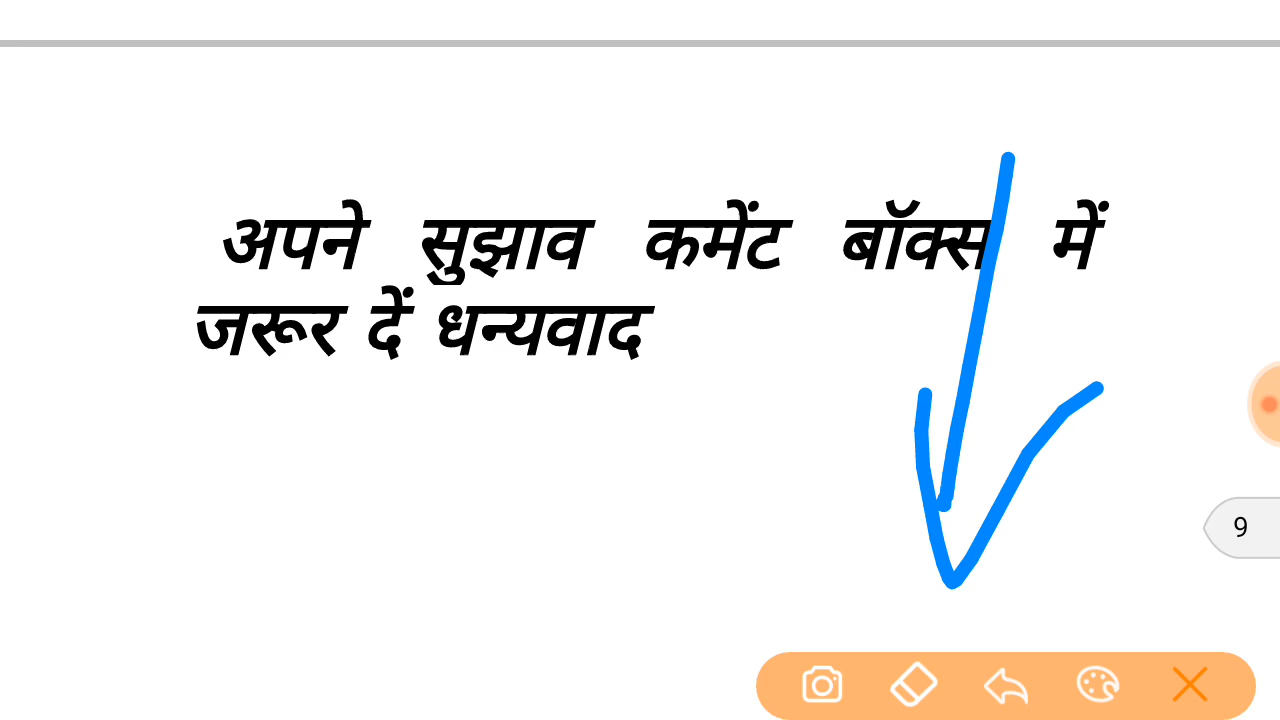 अपने सुझाव कमेंट बॉक्स में
जरूर दें धन्यवाद
9